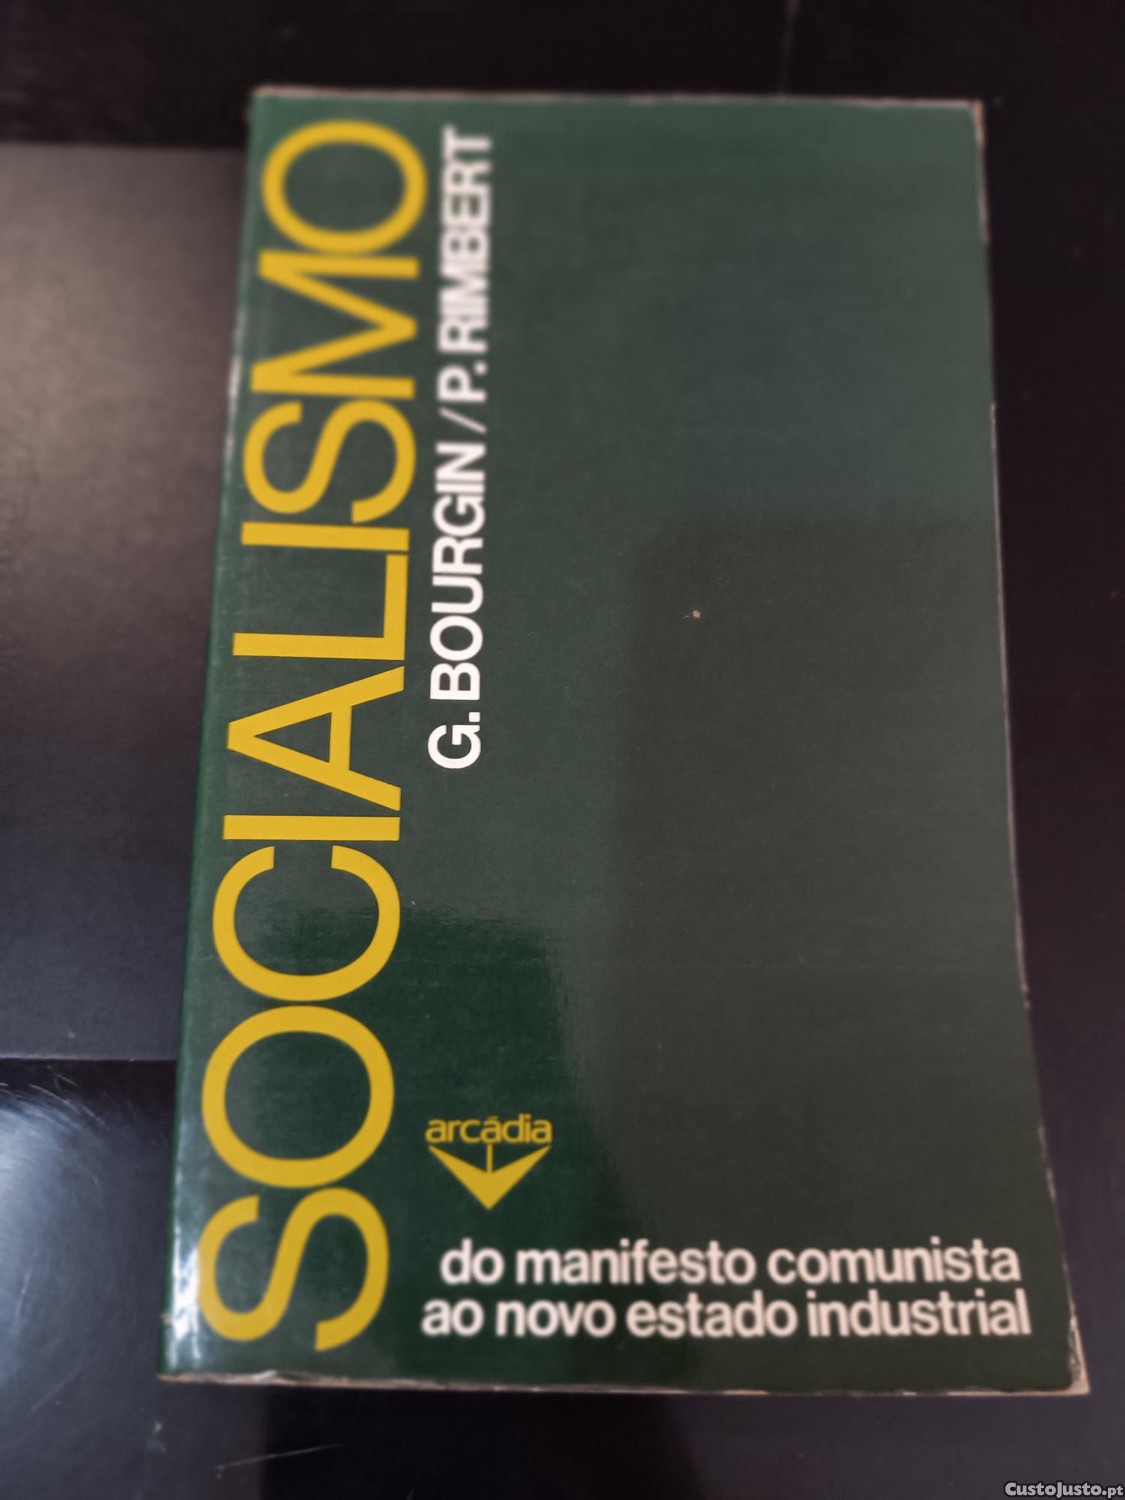 SOCIALISMO
G. BOURGIN / P. RIMBERT
arcádia
do manifesto comunista
ao novo estado industrial
CustoJusto.pt